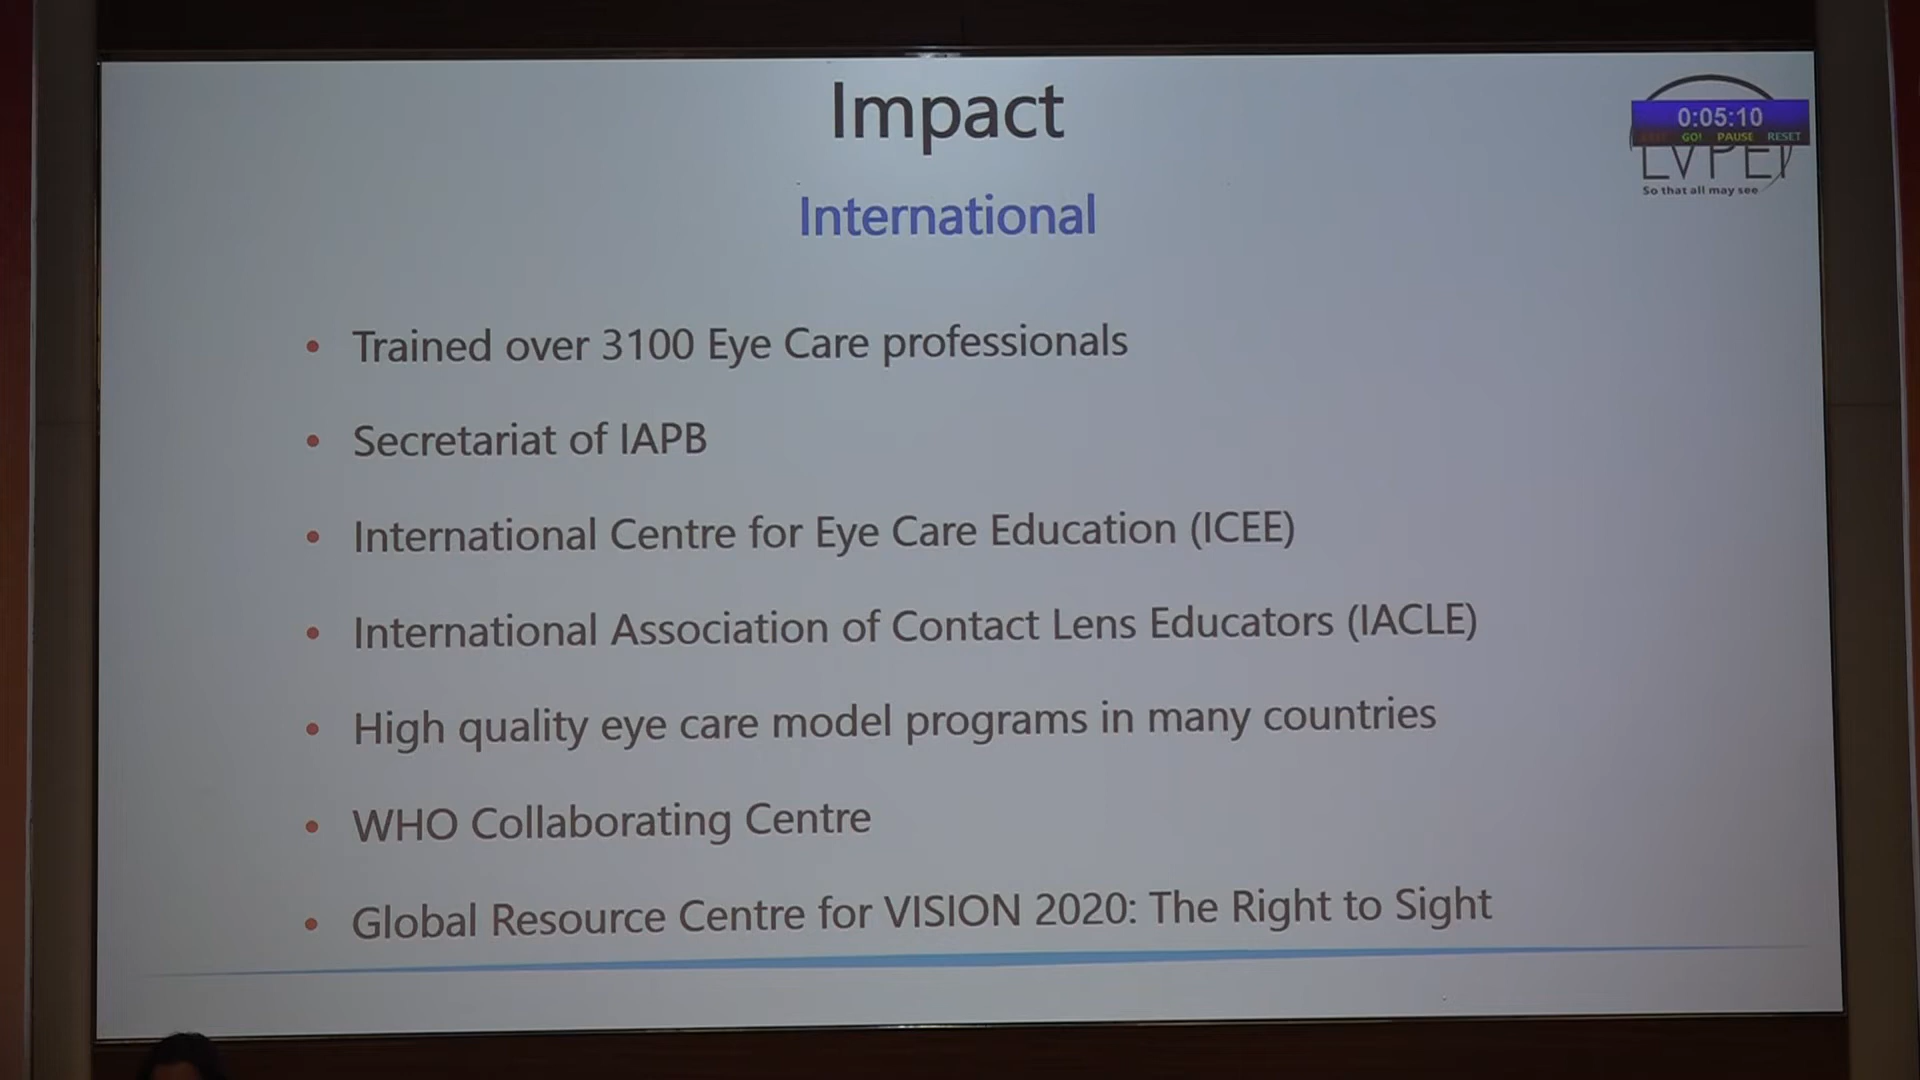 Impact
International
0:05:10
GO! PAUSE RESET
LVPEI
So that all may see
• Trained over 3100 Eye Care professionals
• Secretariat of IAPB
• International Centre for Eye Care Education (ICEE)
• International Association of Contact Lens Educators (IACLE)
• High quality eye care model programs in many countries
• WHO Collaborating Centre
• Global Resource Centre for VISION 2020: The Right to Sight